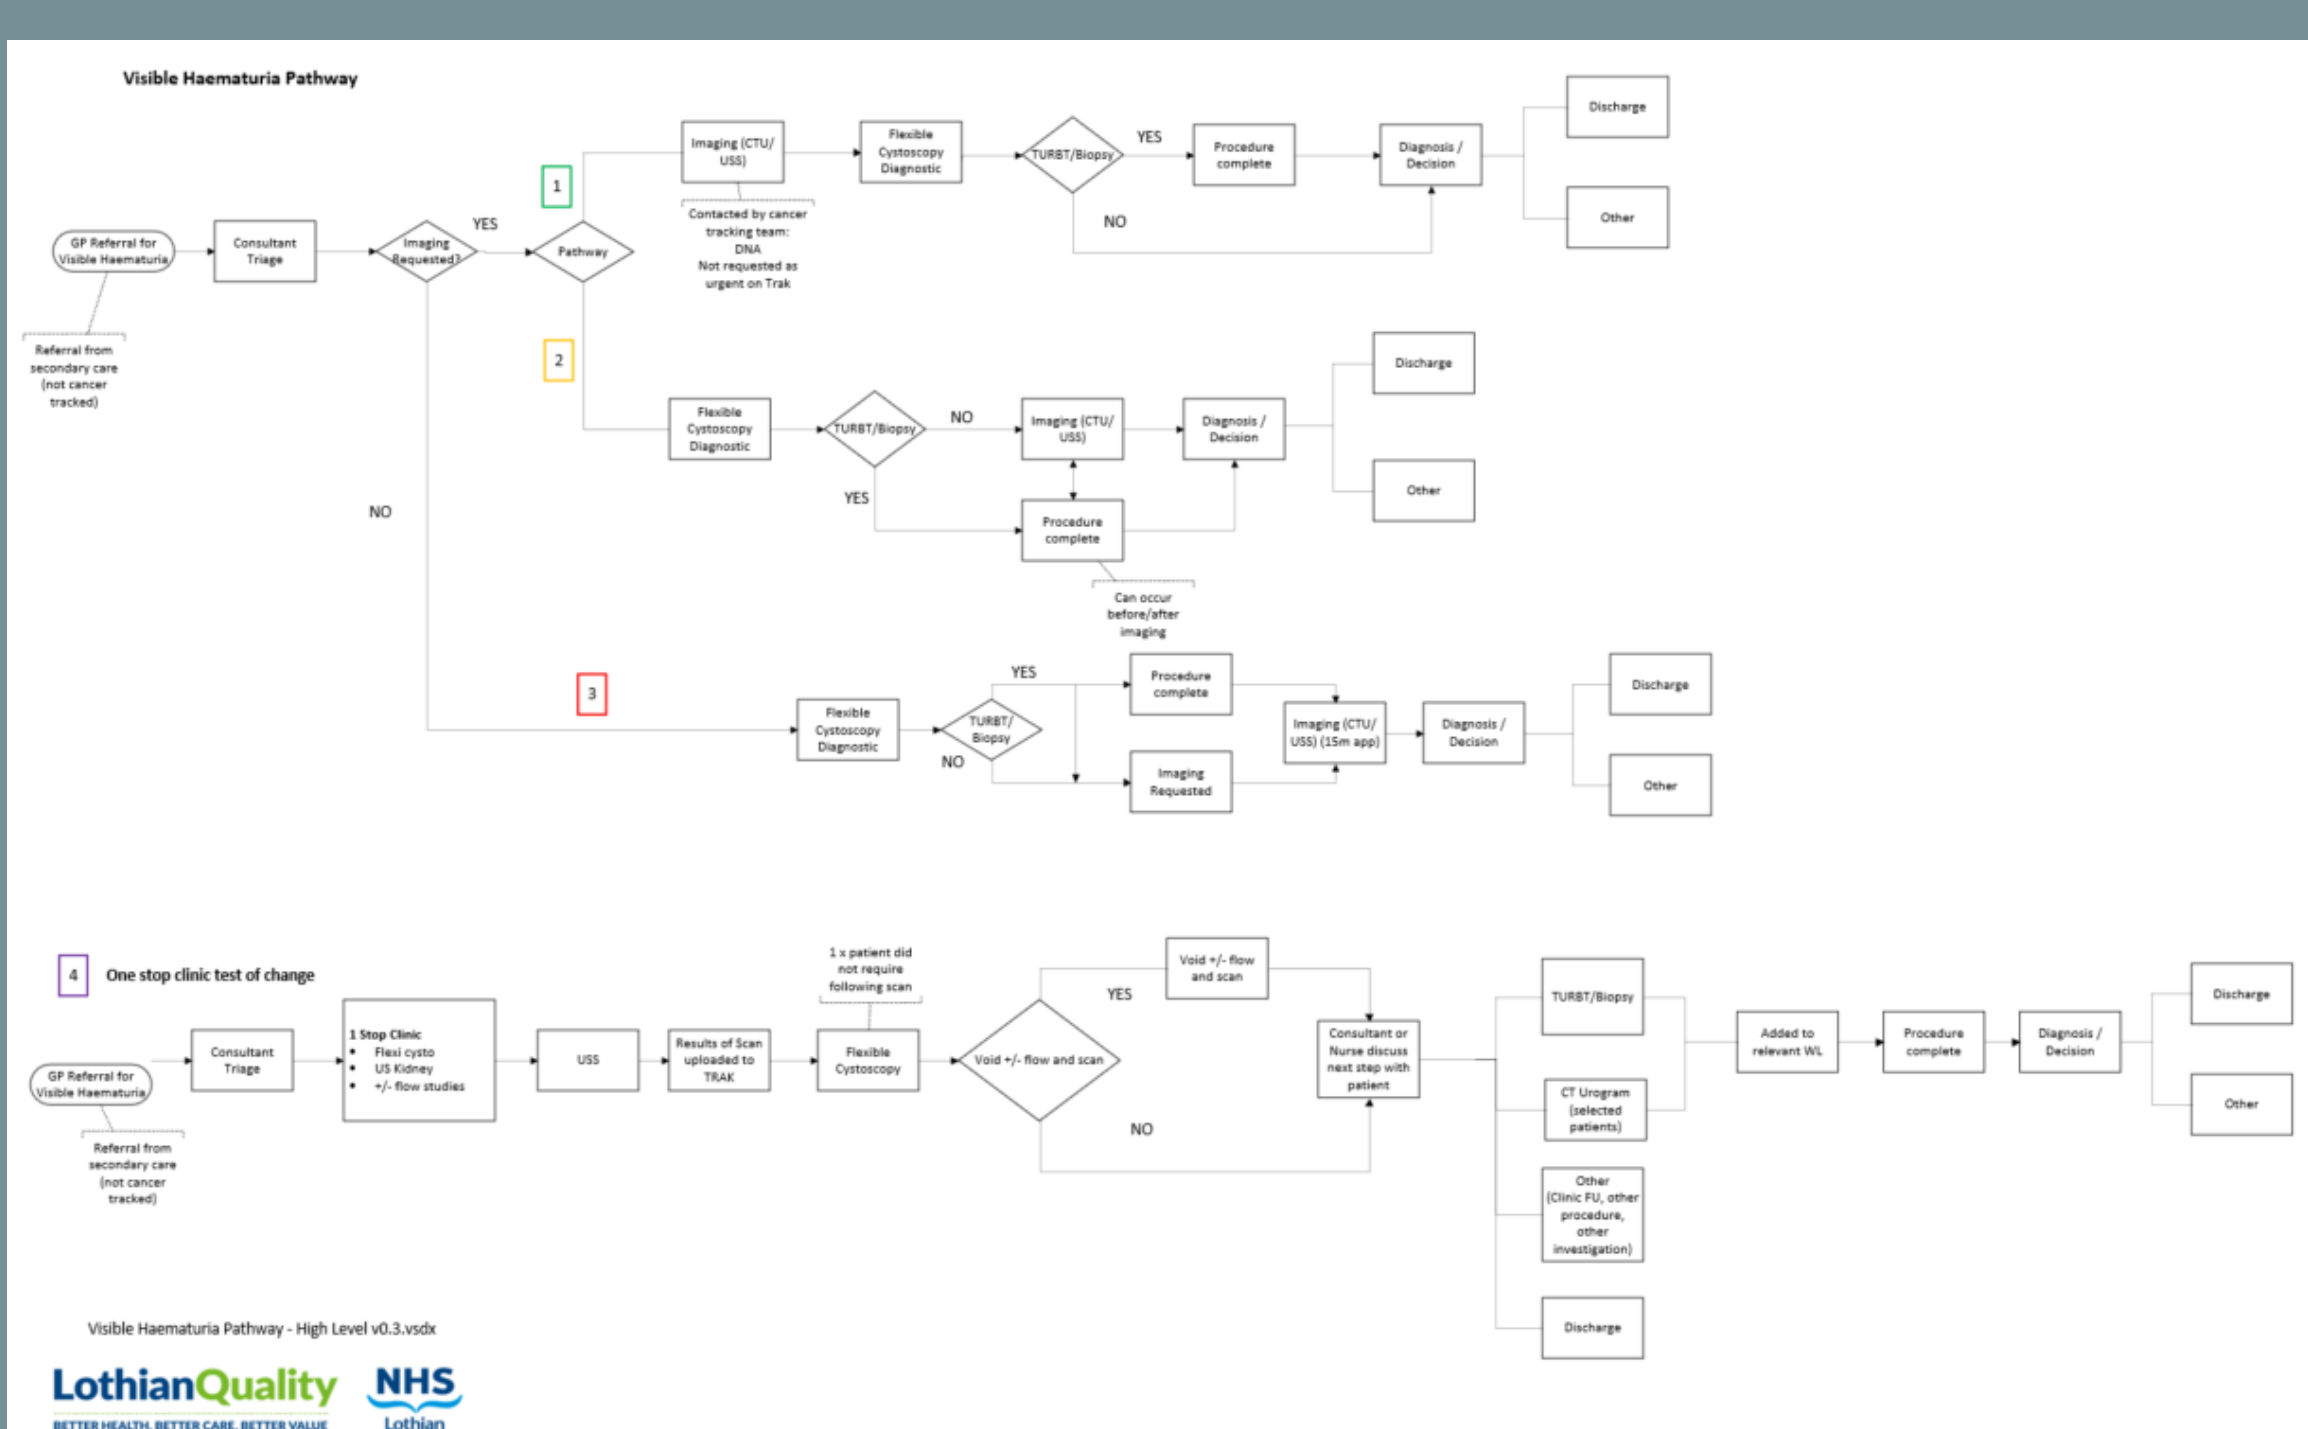 Visible Haematuria Pathway
GP Referral for
Visible Haematuria
Referral from
secondary care
(not cancer
tracked)
Consultant
Triage
Imaging
Requested?
YES
NO
Pathway
1
Imaging (CTU/
USS)
Contacted by cancer
tracking team:
DNA
Not requested as
urgent on Trak
Flexible
Cystoscopy
Diagnostic
TURBT/Biopsy
YES
NO
Procedure
complete
Diagnosis /
Decision
Discharge
Other
2
Flexible
Cystoscopy
Diagnostic
TURBT/Biopsy
NO
YES
Imaging (CTU/
USS)
Procedure
complete
Can occur
before/after
imaging
Diagnosis /
Decision
Discharge
Other
3
Flexible
Cystoscopy
Diagnostic
TURBT/
Biopsy
YES
NO
Procedure
complete
Imaging
Requested
Imaging (CTU/
USS) (15m app)
Diagnosis /
Decision
Discharge
Other
4
One stop clinic test of change
GP Referral for
Visible Haematuria
Referral from
secondary care
(not cancer
tracked)
Consultant
Triage
1 Stop Clinic
• Flexi cysto
• US Kidney
• +/- flow studies
USS
Results of Scan
uploaded to
TRAK
1 x patient did
not require
following scan
Flexible
Cystoscopy
Void +/- flow and scan
YES
NO
Void +/- flow
and scan
Consultant or
Nurse discuss
next step with
patient
TURBT/Biopsy
CT Urogram
(selected
patients)
Other
(Clinic FU, other
procedure,
other
investigation)
Discharge
Added to
relevant WL
Procedure
complete
Diagnosis /
Decision
Discharge
Other
Visible Haematuria Pathway - High Level v0.3.vsdx
LothianQuality
BETTER HEALTH, BETTER CARE, BETTER VALUE
NHS
Lothian